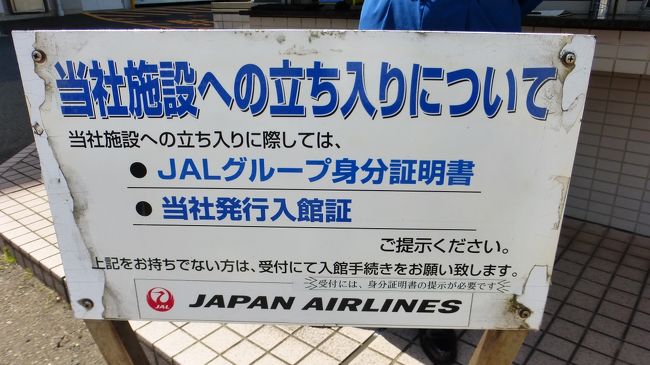 当社施設への立ち入りについて
当社施設への立ち入りに際しては、
● JALグループ身分証明書
● 当社発行入館証
ご提示ください。
上記をお持ちでない方は、受付にて入館手続きをお願い致します。
受付には、身分証明書の提示が必要です
JAL JAPAN AIRLINES